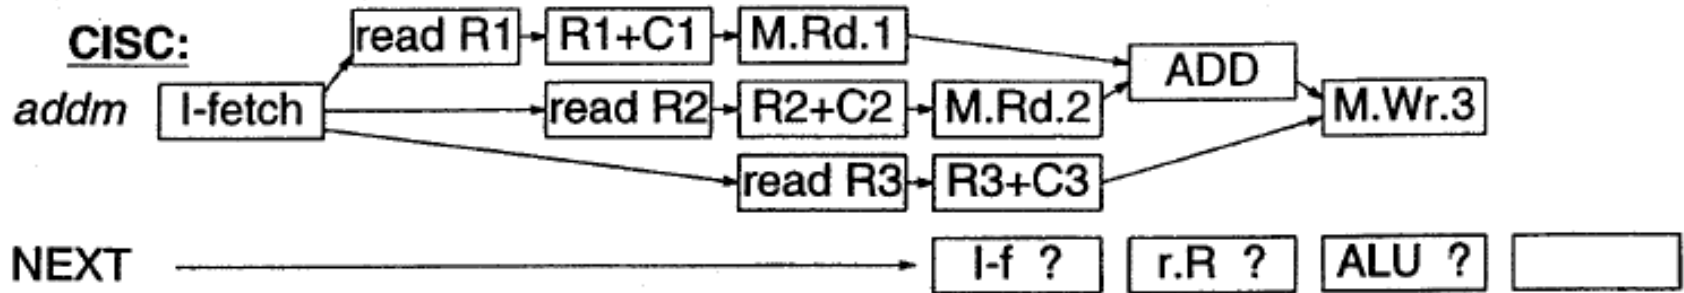 CISC:
read R1 R1+C1 M.Rd.1
ADD
addm I-fetch read R2 R2+C2 M.Rd.2 M.Wr.3
read R3 R3+C3
NEXT I-f ? r.R ? ALU ?